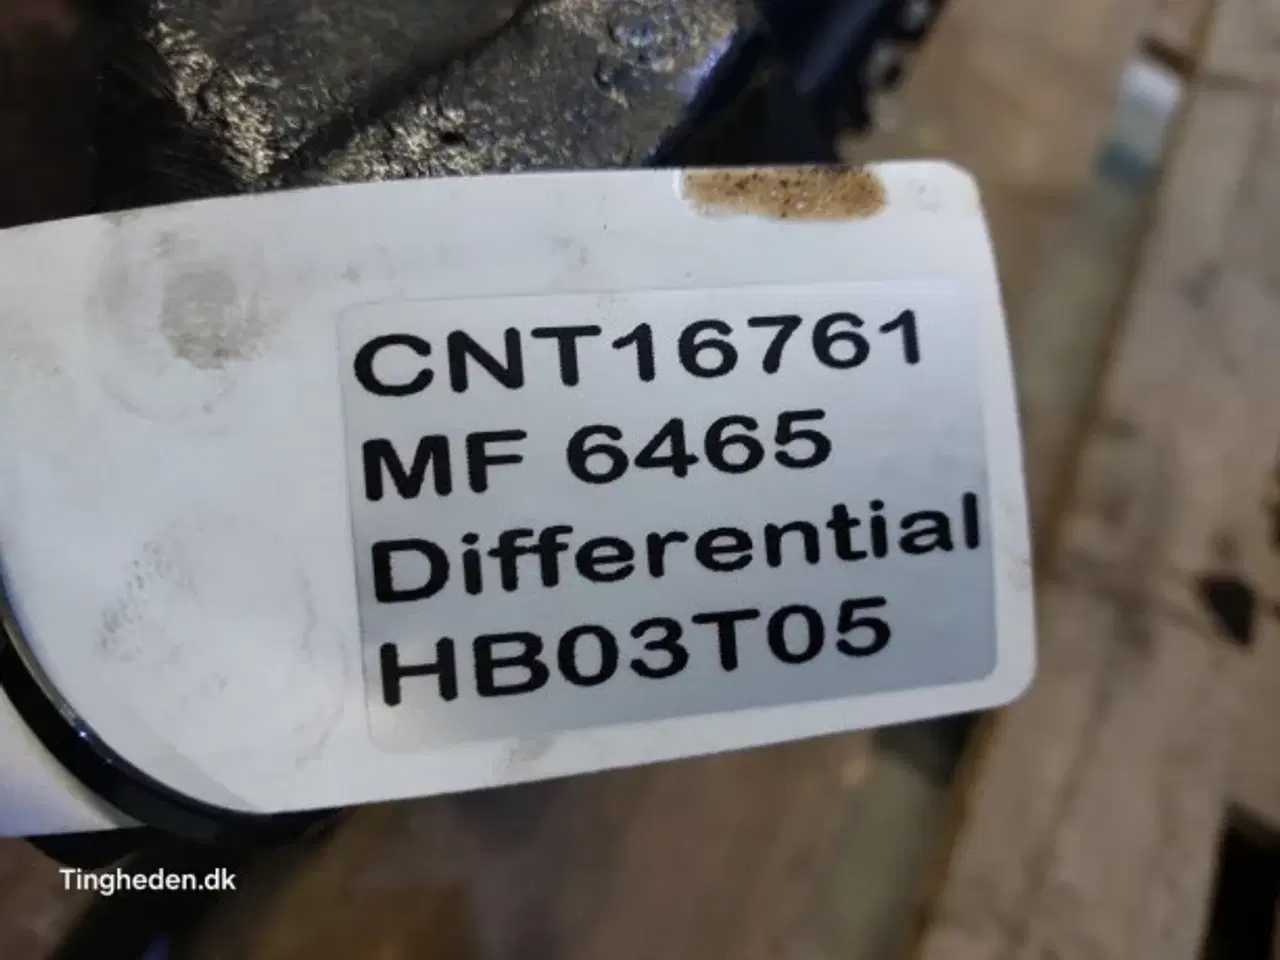 CNT16761
MF 6465
Differential
HB03T05
Tingheden.dk